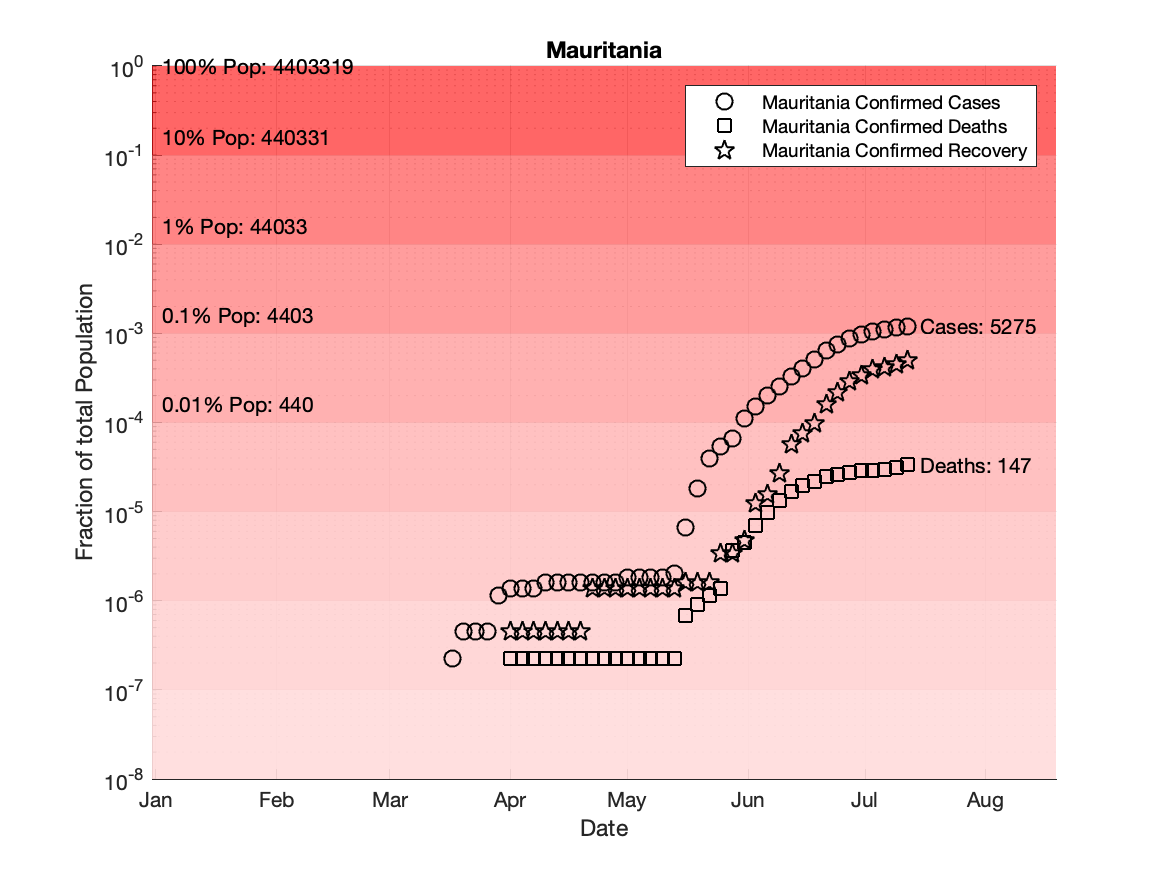 Mauritania
10^0
100% Pop: 4403319
Mauritania Confirmed Cases
Mauritania Confirmed Deaths
Mauritania Confirmed Recovery
10% Pop: 440331
10^-1
1% Pop: 44033
10^-2
0.1% Pop: 4403
10^-3
Cases: 5275
0.01% Pop: 440
10^-4
Deaths: 147
10^-5
10^-6
10^-7
10^-8
Fraction of total Population
Jan Feb Mar Apr May Jun Jul Aug
Date